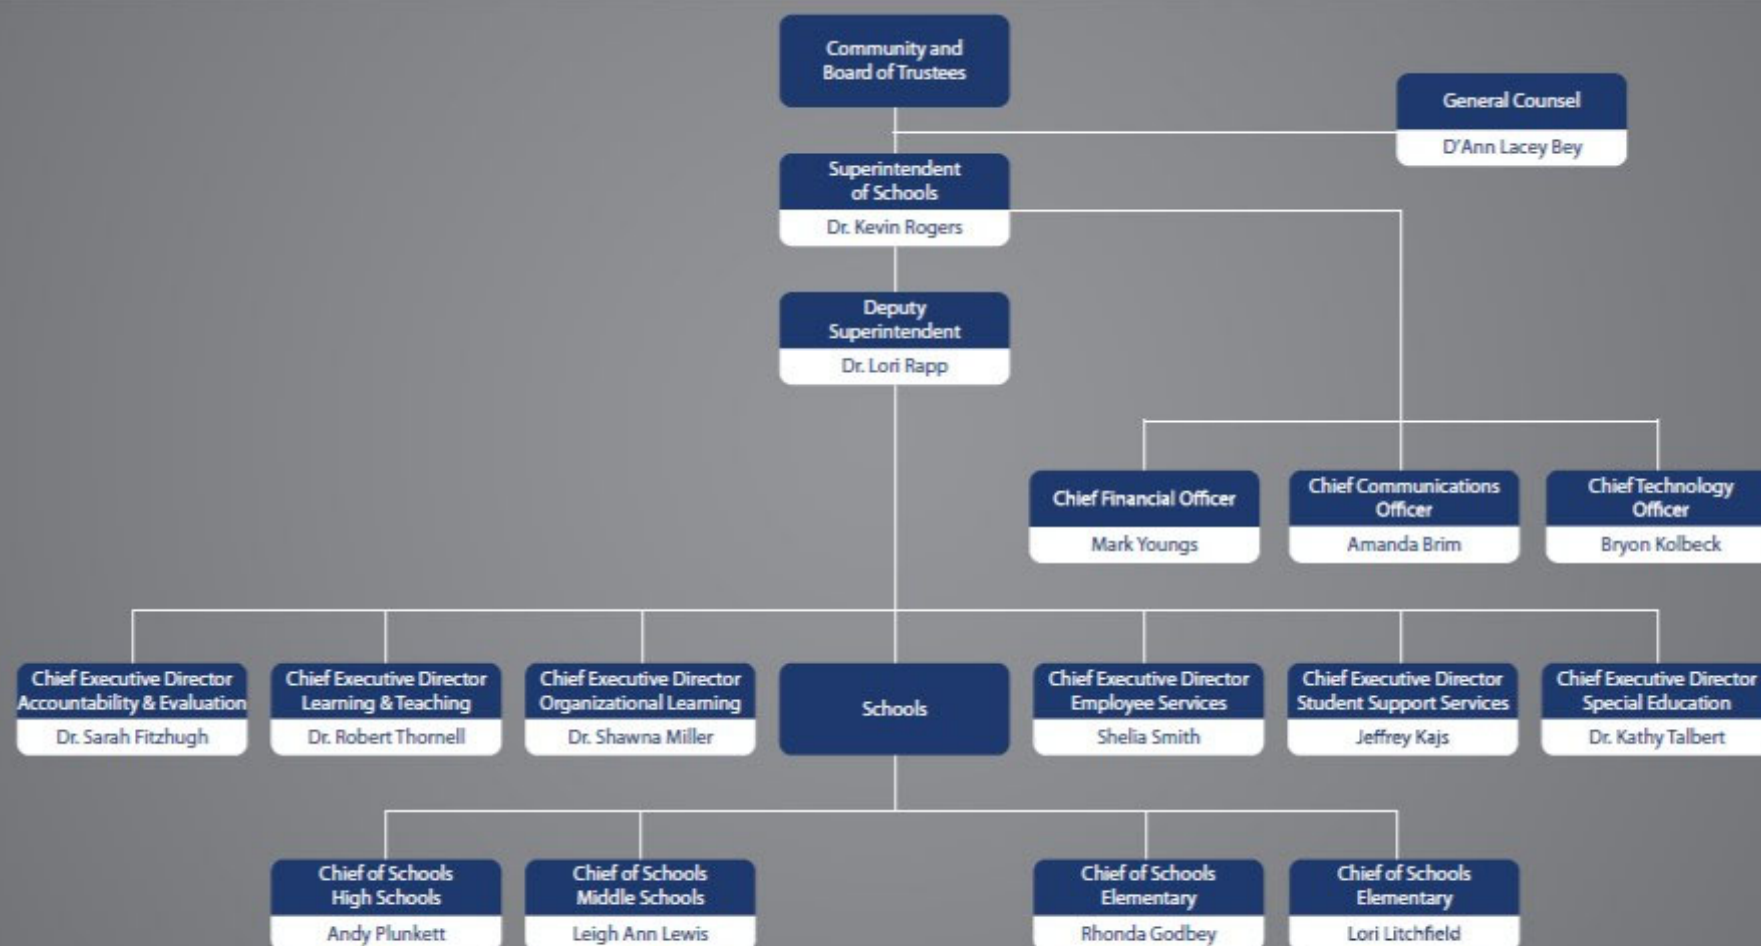 Community and
Board of Trustees
General Counsel
D'Ann Lacey Bey
Superintendent
of Schools
Dr. Kevin Rogers
Deputy
Superintendent
Dr. Lori Rapp
Chief Financial Officer
Mark Youngs
Chief Communications
Officer
Amanda Brim
Chief Technology
Officer
Bryon Kolbeck
Chief Executive Director
Accountability & Evaluation
Dr. Sarah Fitzhugh
Chief Executive Director
Learning & Teaching
Dr. Robert Thornell
Chief Executive Director
Organizational Learning
Dr. Shawna Miller
Schools
Chief Executive Director
Employee Services
Shelia Smith
Chief Executive Director
Student Support Services
Jeffrey Kajs
Chief Executive Director
Special Education
Dr. Kathy Talbert
Chief of Schools
High Schools
Andy Plunkett
Chief of Schools
Middle Schools
Leigh Ann Lewis
Chief of Schools
Elementary
Rhonda Godbey
Chief of Schools
Elementary
Lori Litchfield